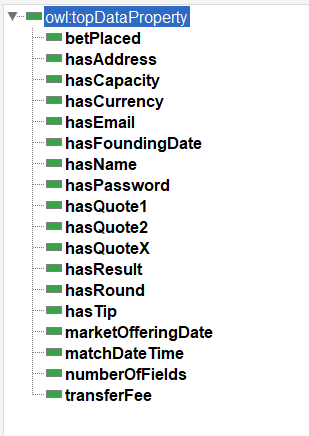 owl:topDataProperty
betPlaced
hasAddress
hasCapacity
hasCurrency
hasEmail
hasFoundingDate
hasName
hasPassword
hasQuote1
hasQuote2
hasQuoteX
hasResult
hasRound
hasTip
marketOfferingDate
matchDateTime
numberOfFields
transferFee